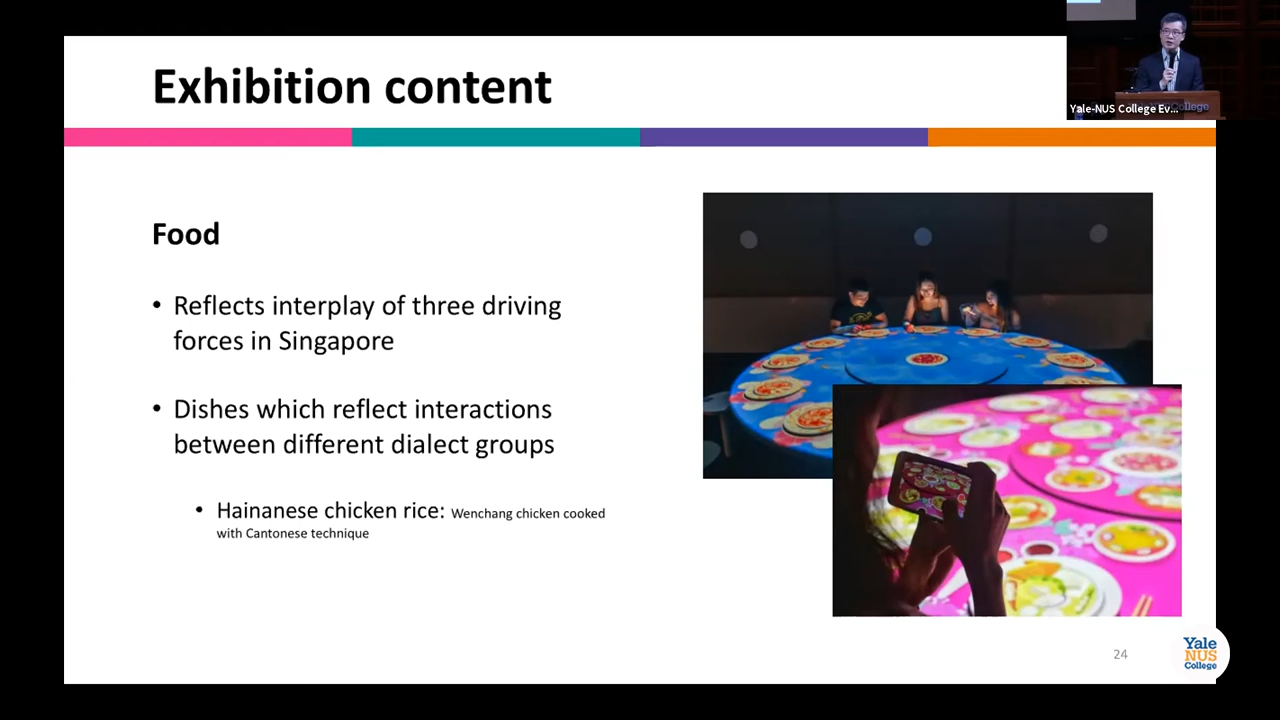 Exhibition content
Yale-NUS College Ev...
College
Food
• Reflects interplay of three driving
forces in Singapore
• Dishes which reflect interactions
between different dialect groups
• Hainanese chicken rice: Wenchang chicken cooked
with Cantonese technique
24
Yale
NUS
College